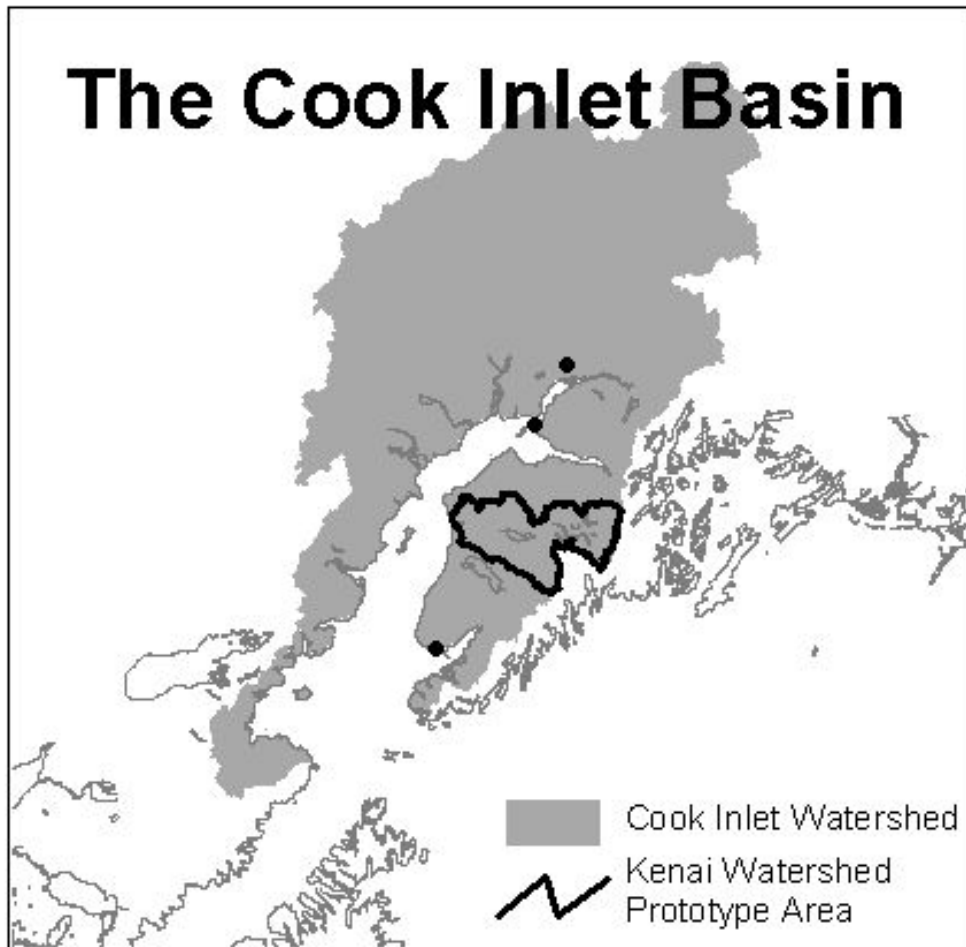 The Cook Inlet Basin
Cook Inlet Watershed
Kenai Watershed
Prototype Area